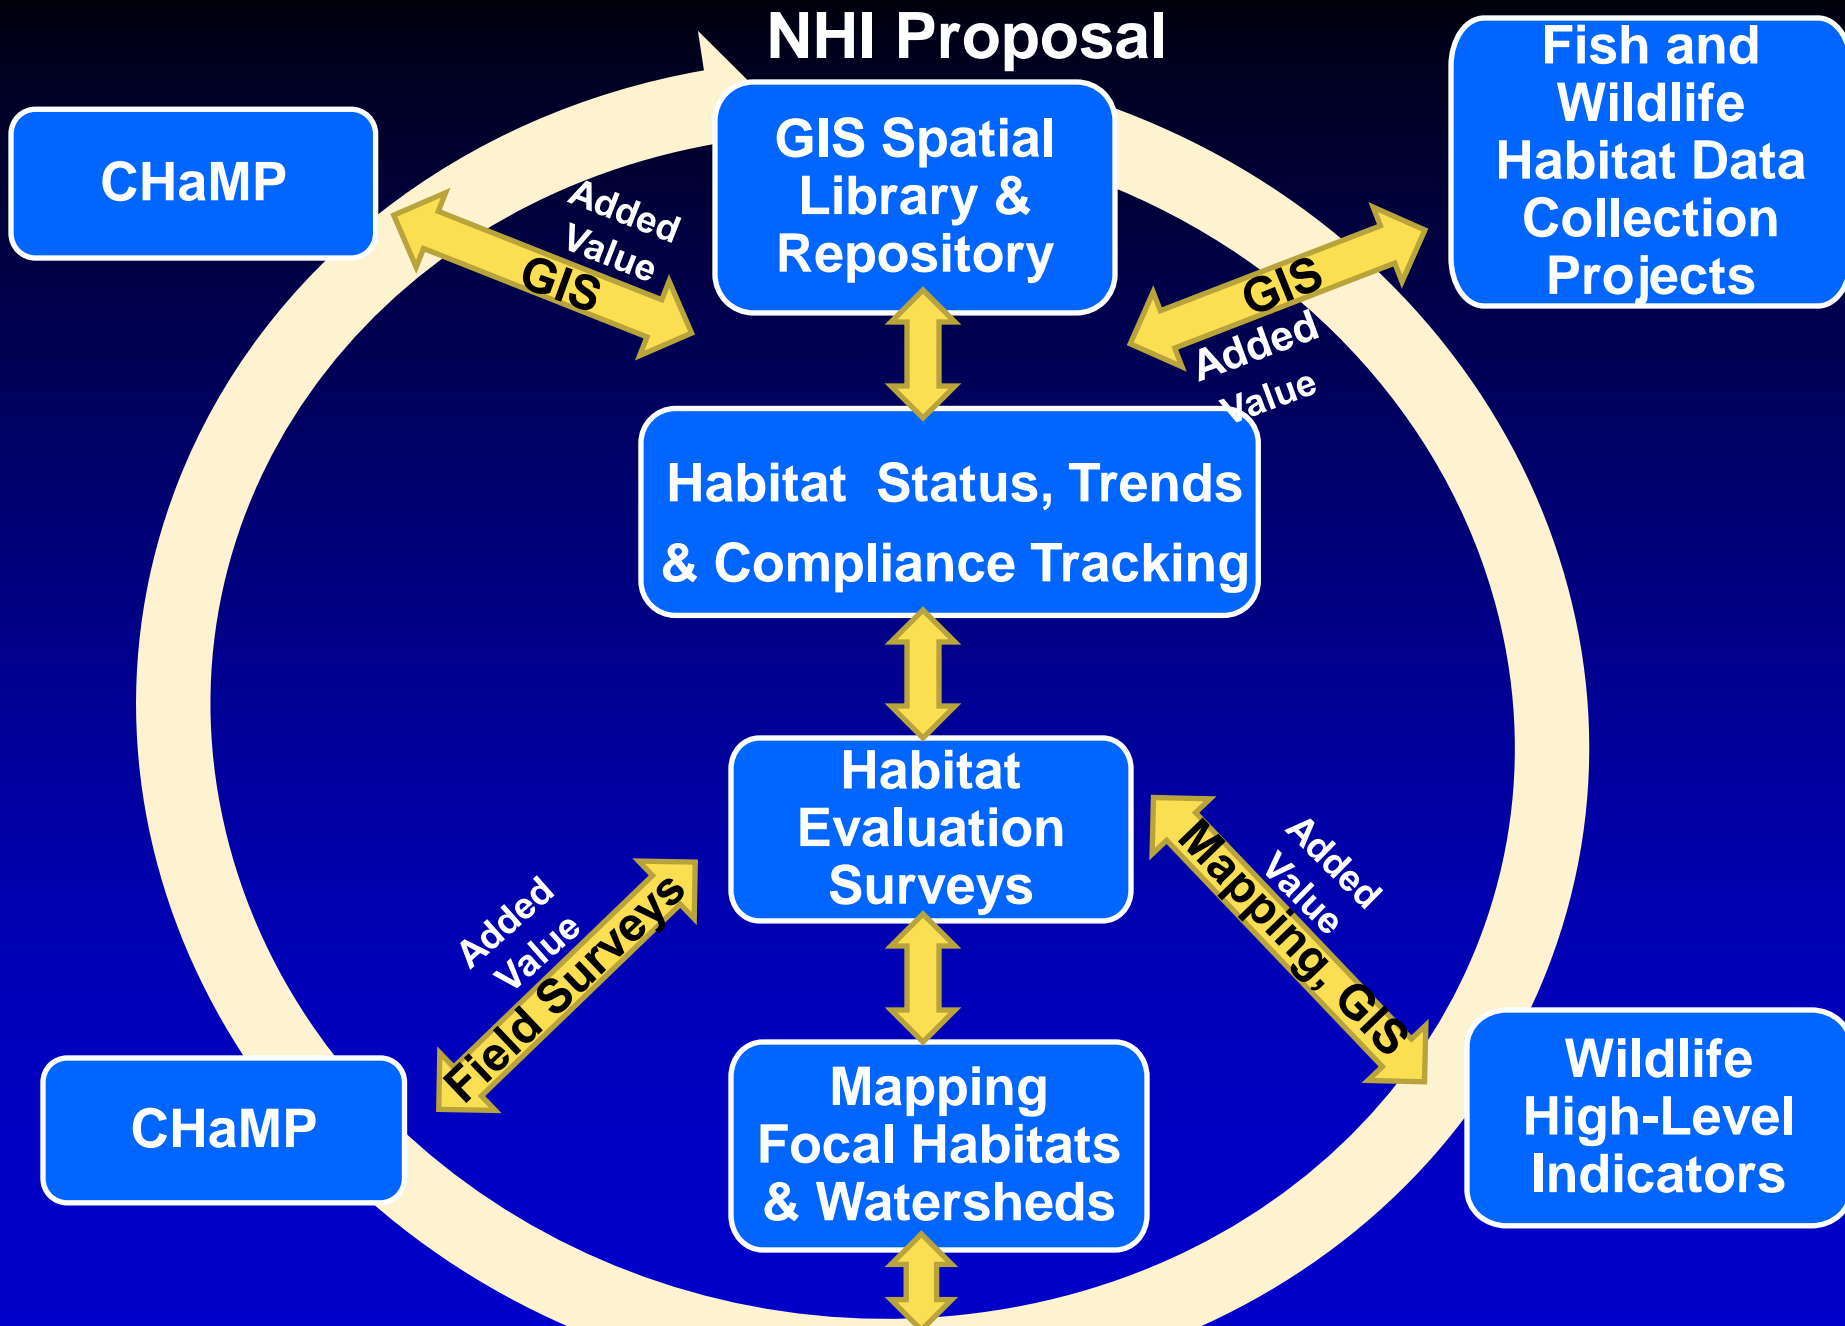 NHI Proposal
CHaMP
GIS Spatial
Library &
Repository
Fish and
Wildlife
Habitat Data
Collection
Projects
Added
Value
GIS
GIS
Added
Value
Habitat Status, Trends
& Compliance Tracking
Habitat
Evaluation
Surveys
Added
Value
Field Surveys
Added
Value
Mapping, GIS
CHaMP
Mapping
Focal Habitats
& Watersheds
Wildlife
High-Level
Indicators